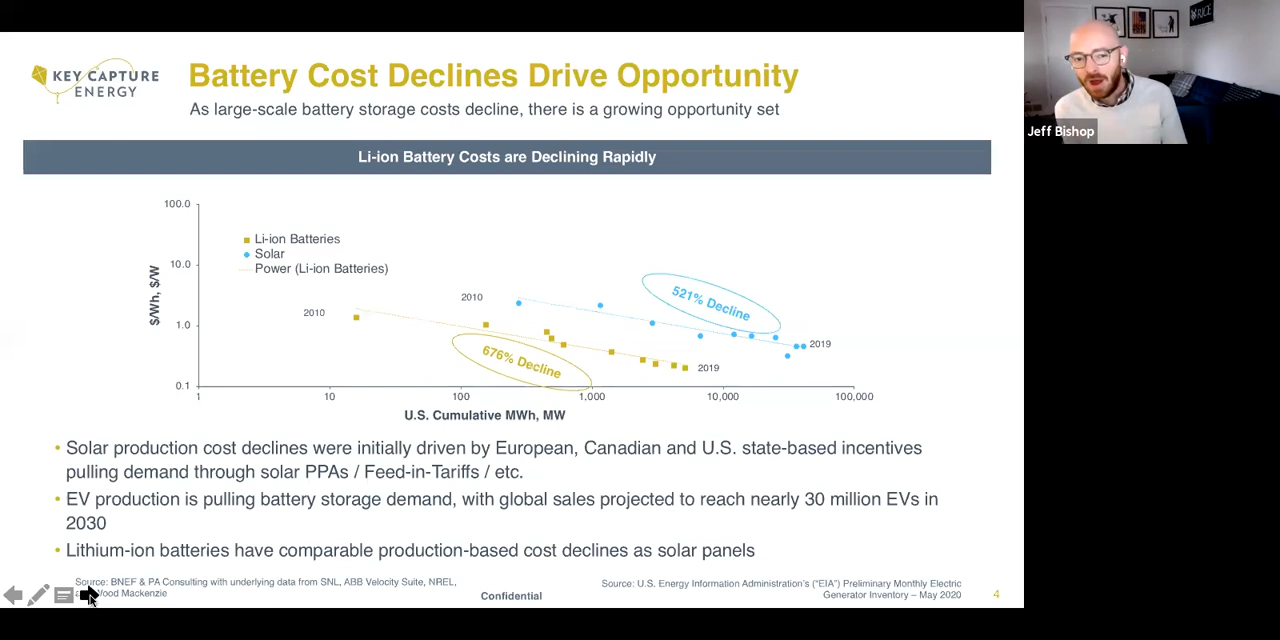 KEY CAPTURE
ENERGY
Battery Cost Declines Drive Opportunity
As large-scale battery storage costs decline, there is a growing opportunity set
Li-ion Battery Costs are Declining Rapidly
$/Wh, $/W
100.0
10.0
1.0
0.1
Li-ion Batteries
Solar
Power (Li-ion Batteries)
2010
2010
521% Decline
676% Decline
2019
2019
1
10
100
1,000
10,000
100,000
U.S. Cumulative MWh, MW
• Solar production cost declines were initially driven by European, Canadian and U.S. state-based incentives
pulling demand through solar PPAs / Feed-in-Tariffs / etc.
• EV production is pulling battery storage demand, with global sales projected to reach nearly 30 million EVs in
2030
• Lithium-ion batteries have comparable production-based cost declines as solar panels
Source: BNEF & PA Consulting with underlying data from SNL, ABB Velocity Suite, NREL,
Wood Mackenzie
Confidential
Source: U.S. Energy Information Administration's ("EIA") Preliminary Monthly Electric
Generator Inventory – May 2020
4
RICE
Jeff Bishop